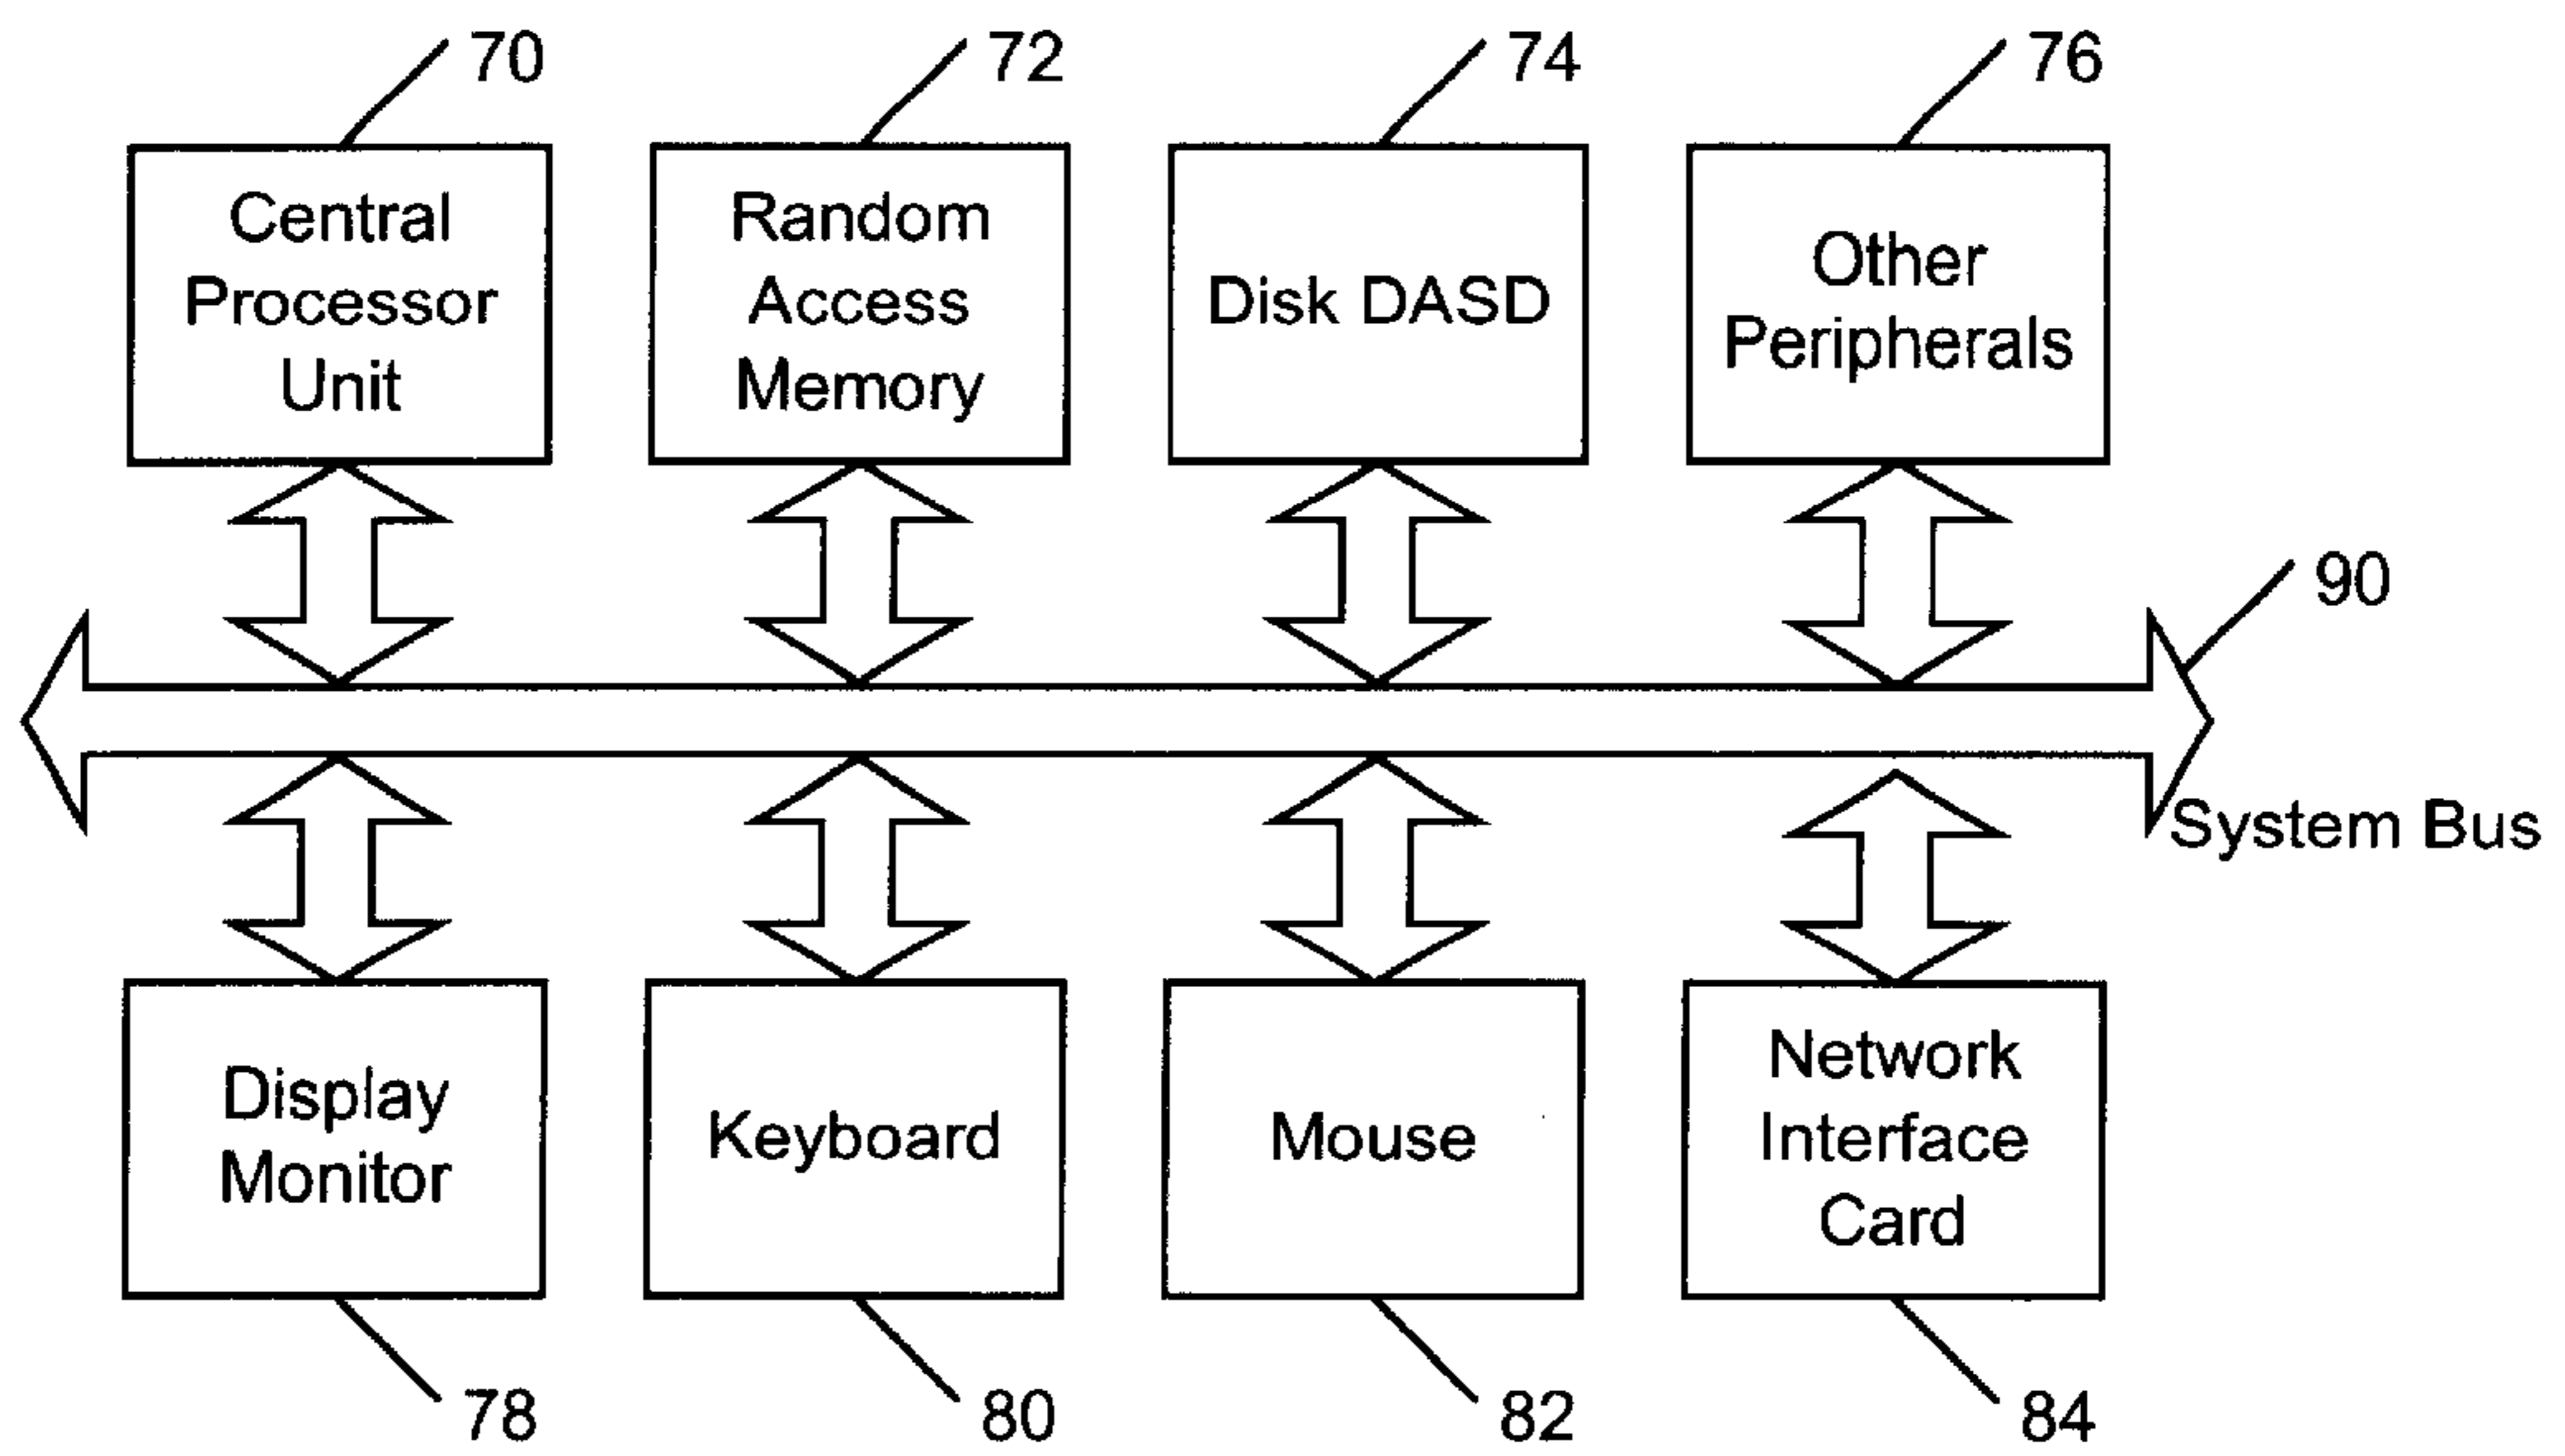 70
72
74
76
Central
Processor
Unit
Random
Access
Memory
Disk DASD
Other
Peripherals
90
System Bus
Display
Monitor
Keyboard
Mouse
Network
Interface
Card
78
80
82
84